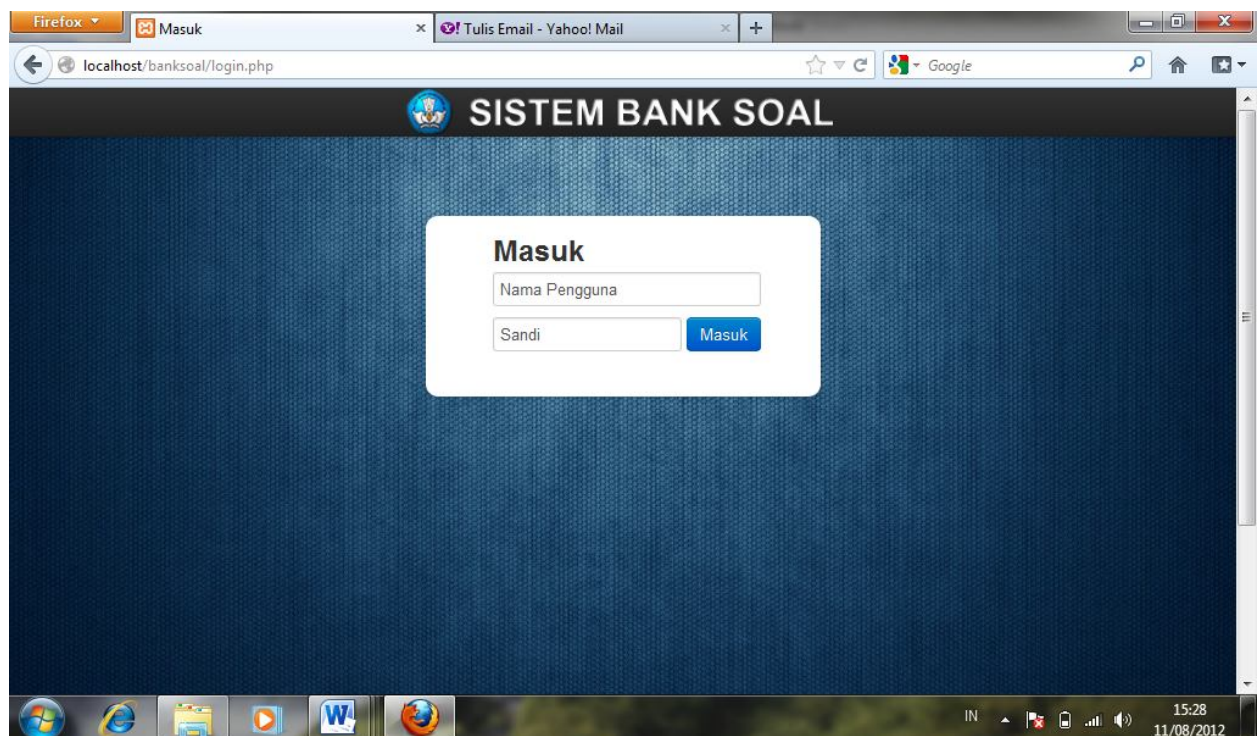 Firefox
Masuk
Tulis Email - Yahoo! Mail
localhost/banksoal/login.php
Google
SISTEM BANK SOAL
Masuk
Nama Pengguna
Sandi
Masuk
IN
15:28
11/08/2012